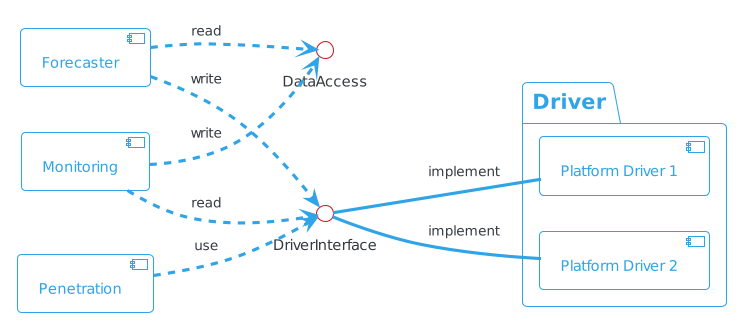 Forecaster
read
DataAccess
write
Driver
write
Monitoring
implement
Platform Driver 1
read
implement
DriverInterface
use
Platform Driver 2
Penetration